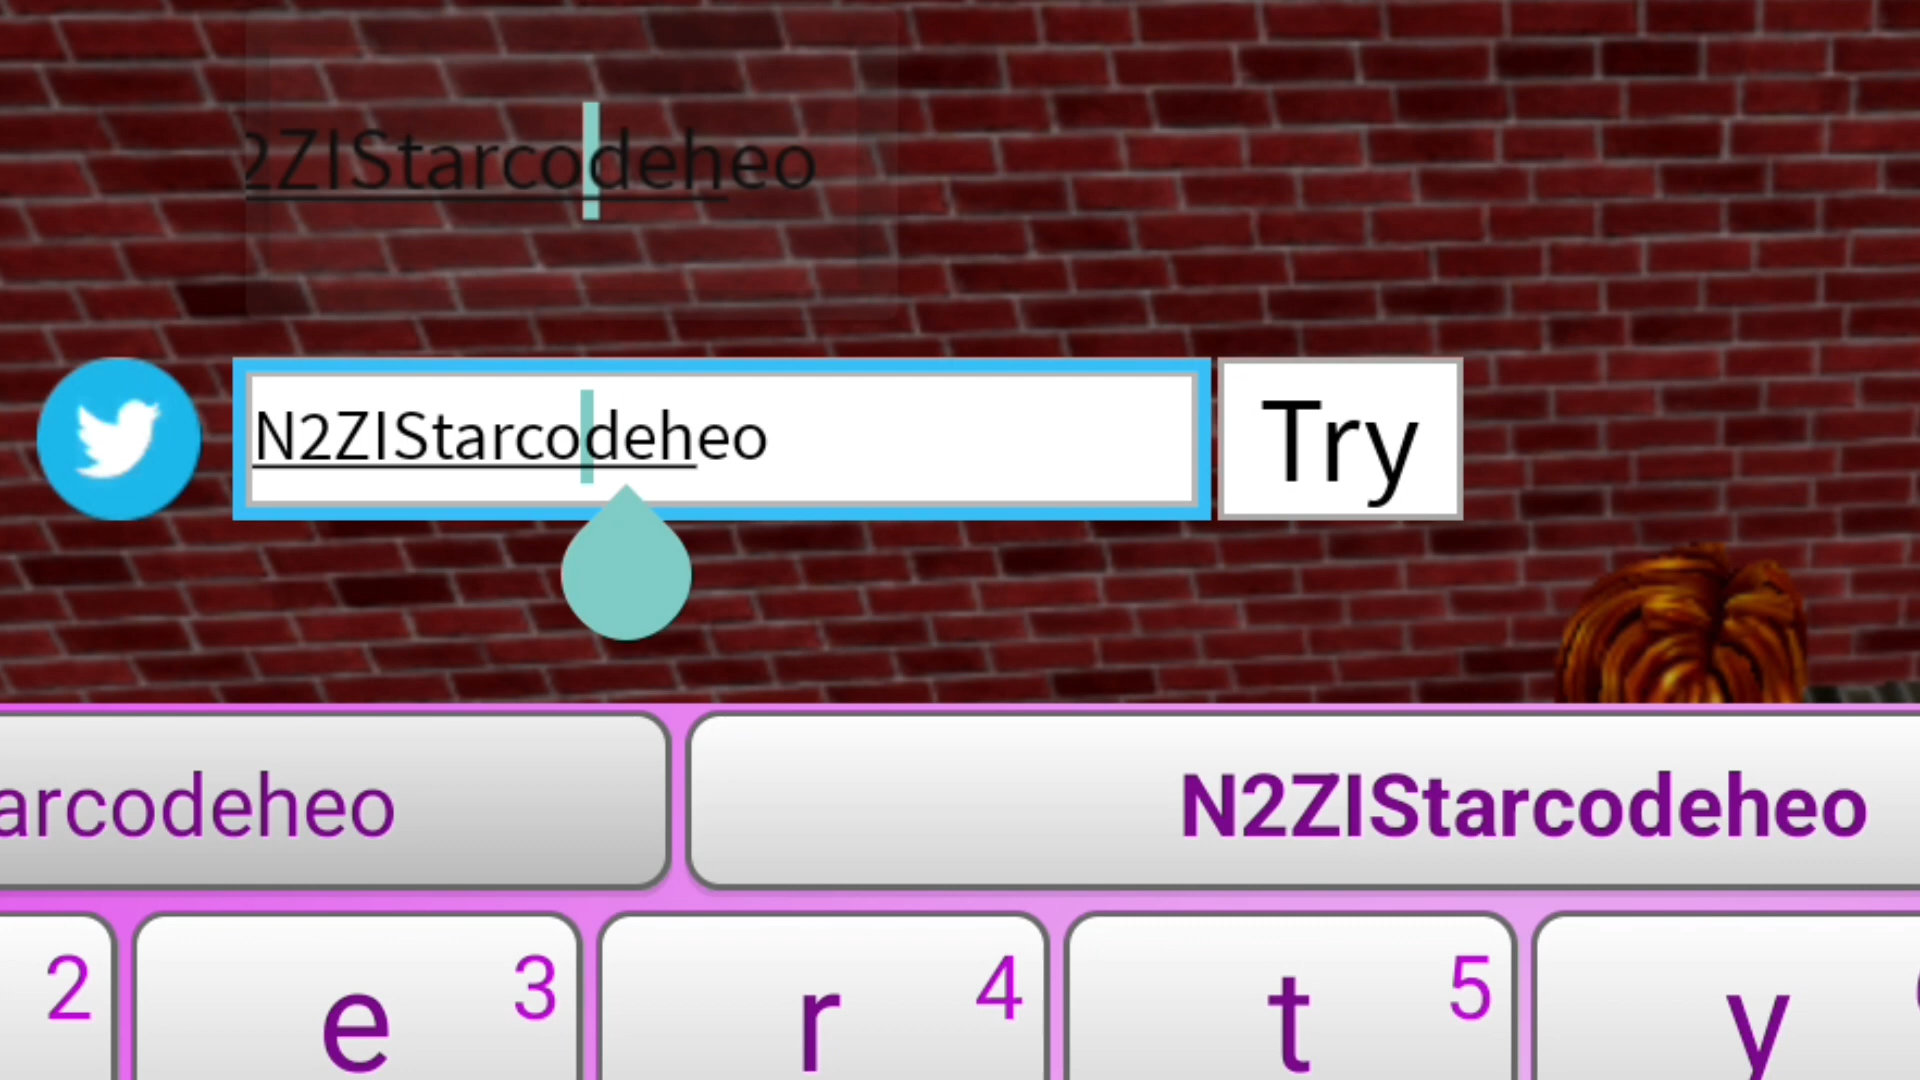 2ZIStarcodeheo
N2ZIStarcodeheo
Try
arcodeheo
N2ZIStarcodeheo
2 3 4 5
e r t y